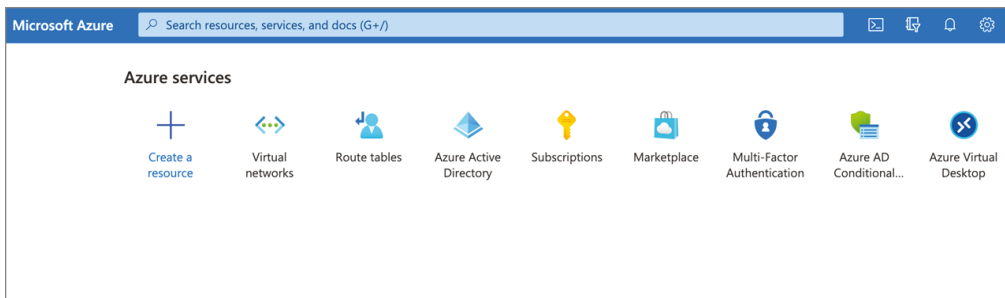 Microsoft Azure
Search resources, services, and docs (G+/)
Azure services
Create a
resource
Virtual
networks
Route tables
Azure Active
Directory
Subscriptions
Marketplace
Multi-Factor
Authentication
Azure AD
Conditional...
Azure Virtual
Desktop